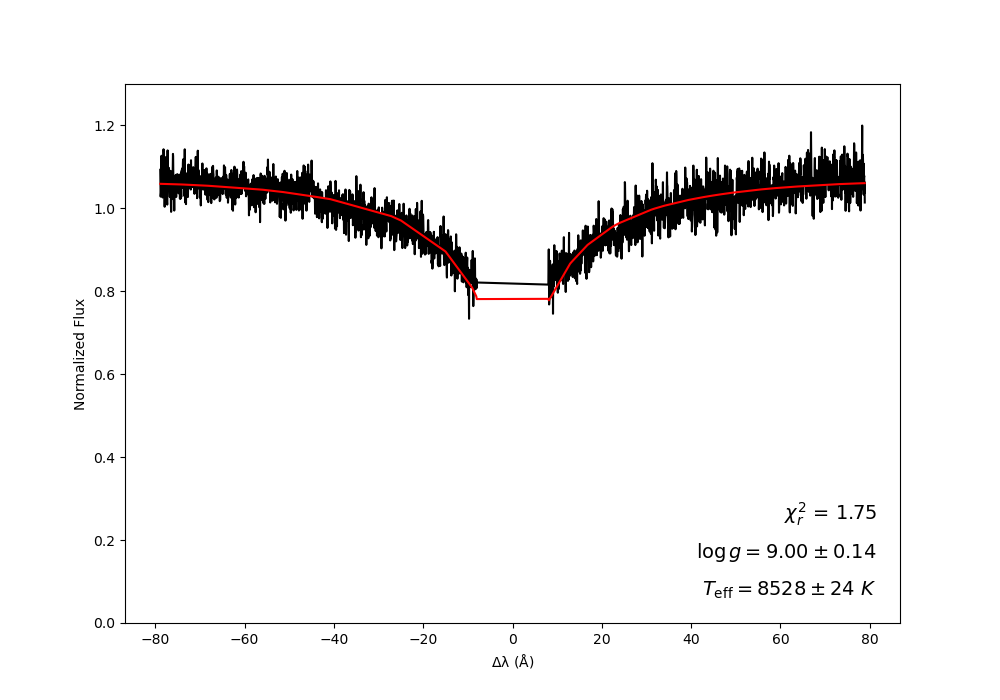 1.2
1.0
0.8
0.6
0.4
0.2
0.0
Normalized Flux
χ²ᵣ = 1.75
log g = 9.00 ± 0.14
T_eff = 8528 ± 24 K
−80 −60 −40 −20 0 20 40 60 80
Δλ (Å)